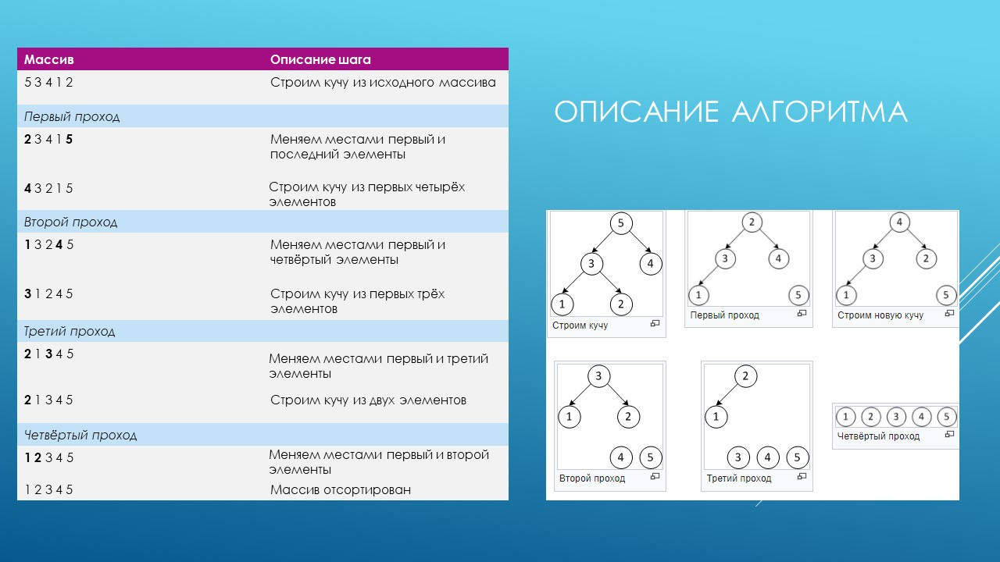 Массив Описание шага
5 3 4 1 2 Строим кучу из исходного массива
Первый проход
2 3 4 1 5 Меняем местами первый и
последний элементы
4 3 2 1 5 Строим кучу из первых четырёх
элементов
Второй проход
1 3 2 4 5 Меняем местами первый и
четвёртый элементы
3 1 2 4 5 Строим кучу из первых трёх
элементов
Третий проход
2 1 3 4 5 Меняем местами первый и третий
элементы
2 1 3 4 5 Строим кучу из двух элементов
Четвёртый проход
1 2 3 4 5 Меняем местами первый и второй
элементы
1 2 3 4 5 Массив отсортирован
ОПИСАНИЕ АЛГОРИТМА
5
3 4
1 2
Строим кучу
2
3 4
1 5
Первый проход
4
3 2
1 5
Строим новую кучу
3
1 2
4 5
Второй проход
2
1
3 4 5
Третий проход
1 2 3 4 5
Четвёртый проход